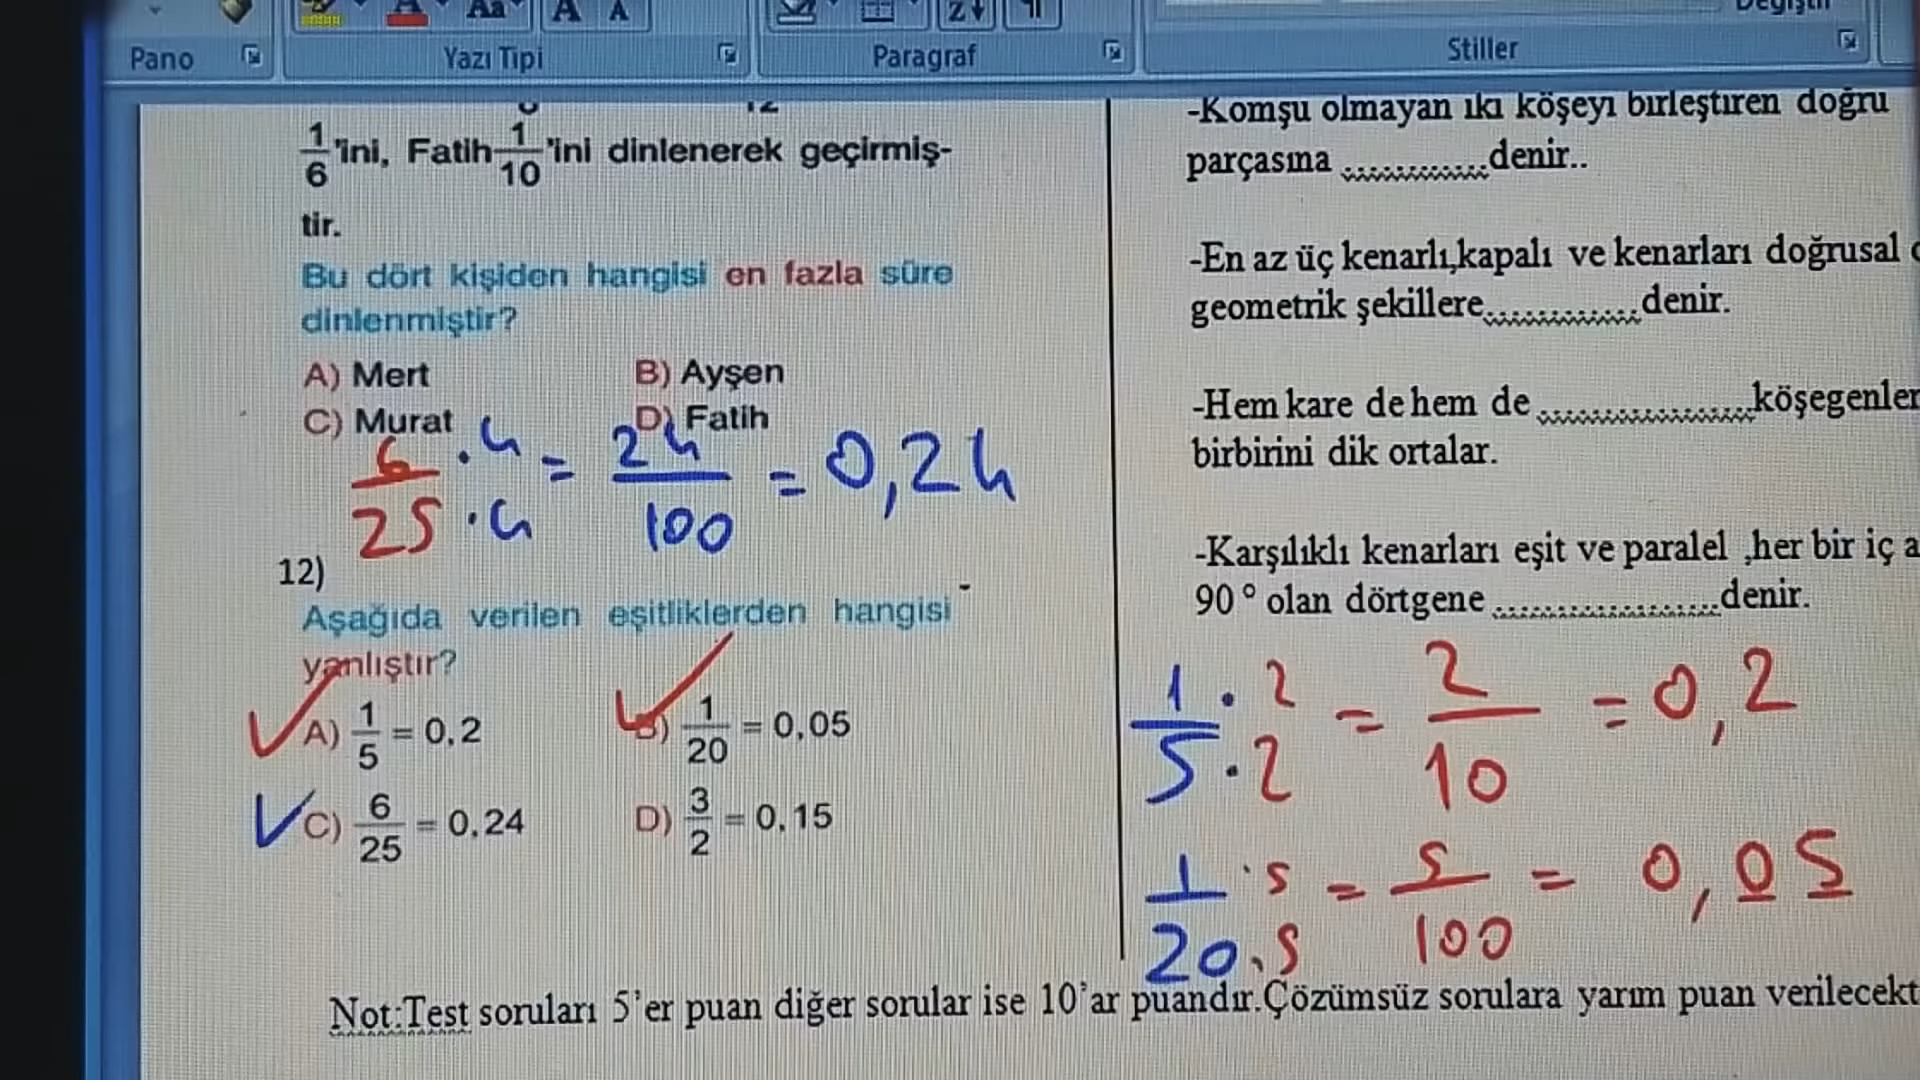 Değiştir
Pano
Yazı Tipi
Paragraf
Stiller
1/6 'ini, Fatih 1/10 'ini dinlenerek geçirmiş-
tir.
Bu dört kişiden hangisi en fazla süre
dinlenmiştir?
A) Mert B) Ayşen
C) Murat D) Fatih
6/25 · 4/4 = 24/100 = 0,24
12)
Aşağıda verilen eşitliklerden hangisi
yanlıştır?
A) 1/5 = 0,2 B) 1/20 = 0,05
C) 6/25 = 0,24 D) 3/2 = 0,15
-Komşu olmayan iki köşeyi birleştiren doğru
parçasına .............denir..
-En az üç kenarlı,kapalı ve kenarları doğrusal
geometrik şekillere..............denir.
-Hem kare de hem de ...................köşegenler
birbirini dik ortalar.
-Karşılıklı kenarları eşit ve paralel ,her bir iç a
90 ° olan dörtgene ....................denir.
1/5 · 2/2 = 2/10 = 0,2
1/20 · 5/5 = 5/100 = 0,05
Not:Test soruları 5'er puan diğer sorular ise 10'ar puandır.Çözümsüz sorulara yarım puan verilecekt